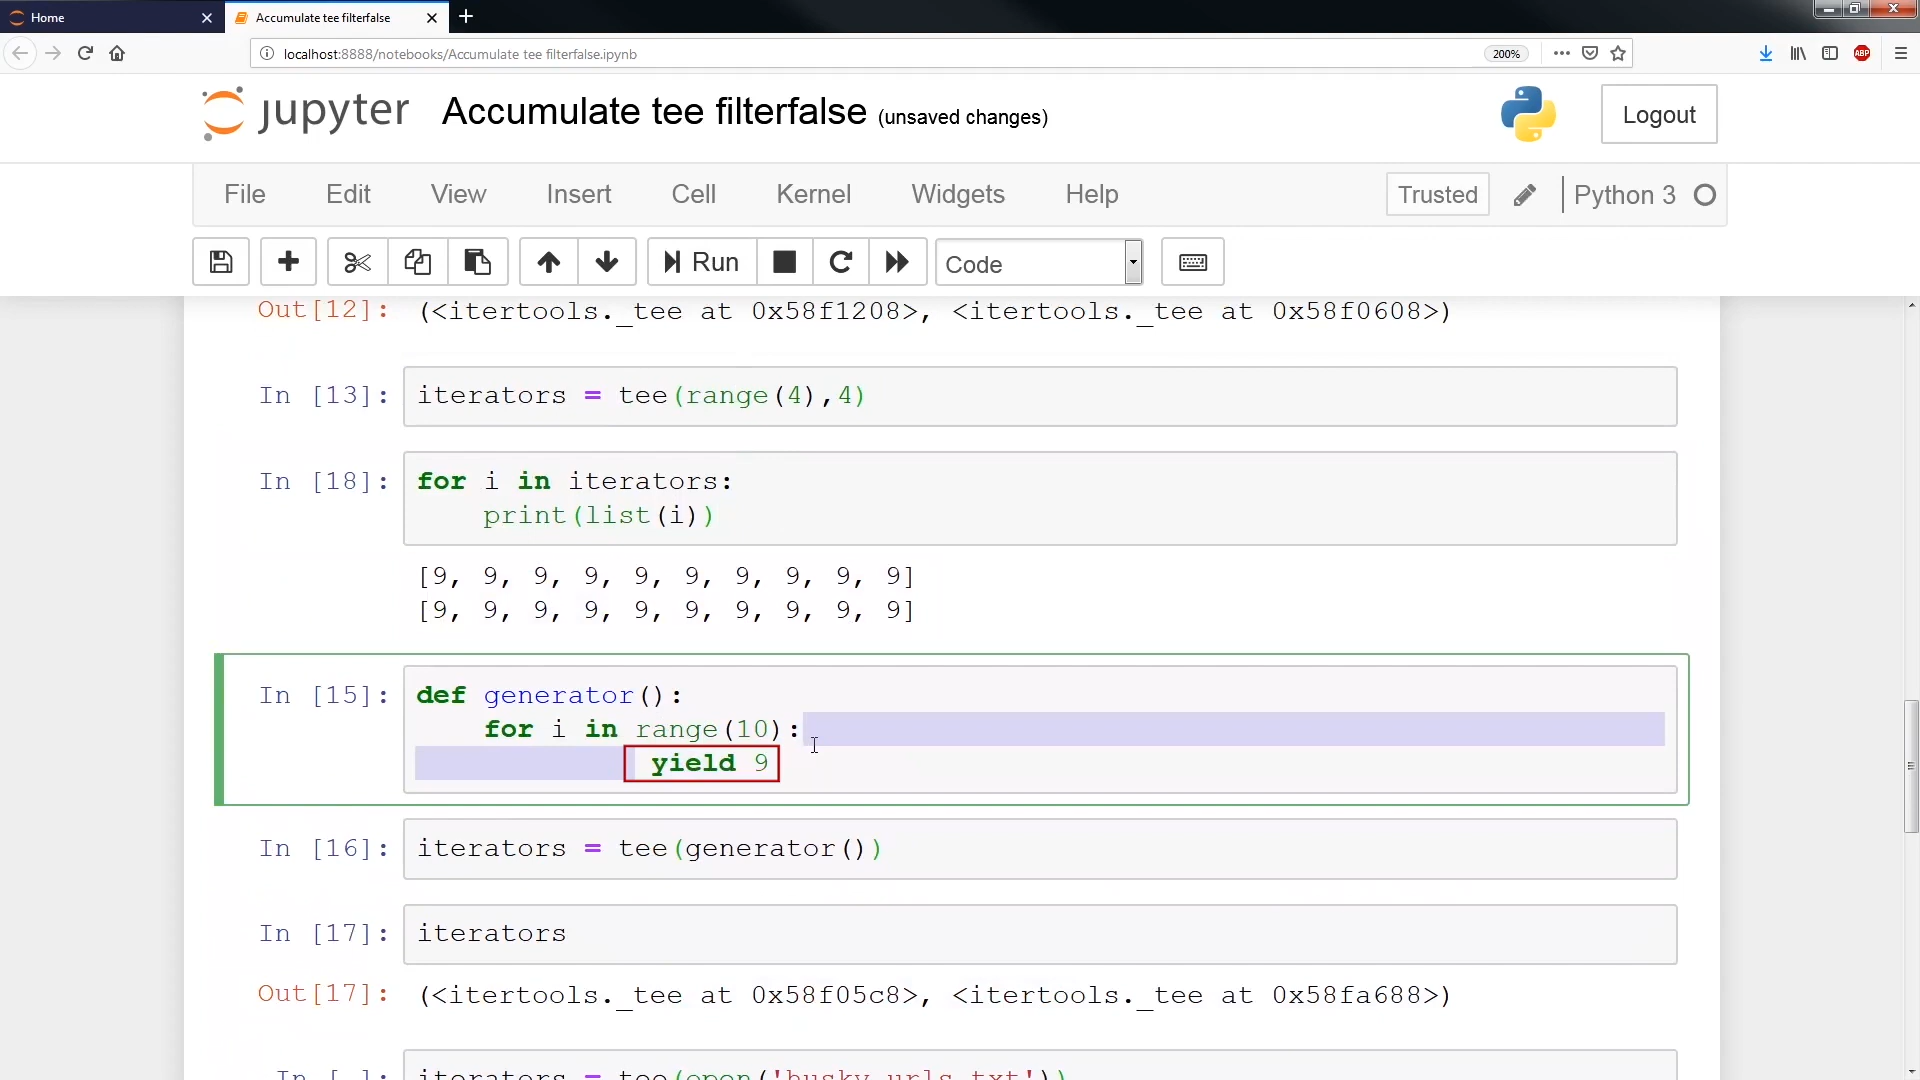 Home
Accumulate tee filterfalse
localhost:8888/notebooks/Accumulate tee filterfalse.ipynb
200%
ABP
jupyter Accumulate tee filterfalse (unsaved changes)
Logout
File Edit View Insert Cell Kernel Widgets Help
Trusted
Python 3
Run
Code
Out[12]: (<itertools._tee at 0x58f1208>, <itertools._tee at 0x58f0608>)
In [13]: iterators = tee(range(4),4)
In [18]: for i in iterators:
print(list(i))
[9, 9, 9, 9, 9, 9, 9, 9, 9, 9]
[9, 9, 9, 9, 9, 9, 9, 9, 9, 9]
In [15]: def generator():
for i in range(10):
yield 9
In [16]: iterators = tee(generator())
In [17]: iterators
Out[17]: (<itertools._tee at 0x58f05c8>, <itertools._tee at 0x58fa688>)
In [ ]: iterators = tee(open('husky_urls.txt'))